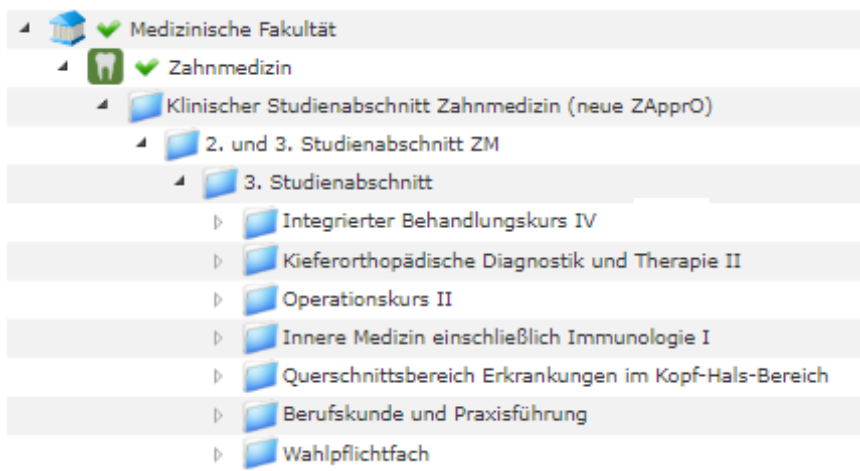 Medizinische Fakultät
Zahnmedizin
Klinischer Studienabschnitt Zahnmedizin (neue ZApprO)
2. und 3. Studienabschnitt ZM
3. Studienabschnitt
Integrierter Behandlungskurs IV
Kieferorthopädische Diagnostik und Therapie II
Operationskurs II
Innere Medizin einschließlich Immunologie I
Querschnittsbereich Erkrankungen im Kopf-Hals-Bereich
Berufskunde und Praxisführung
Wahlpflichtfach